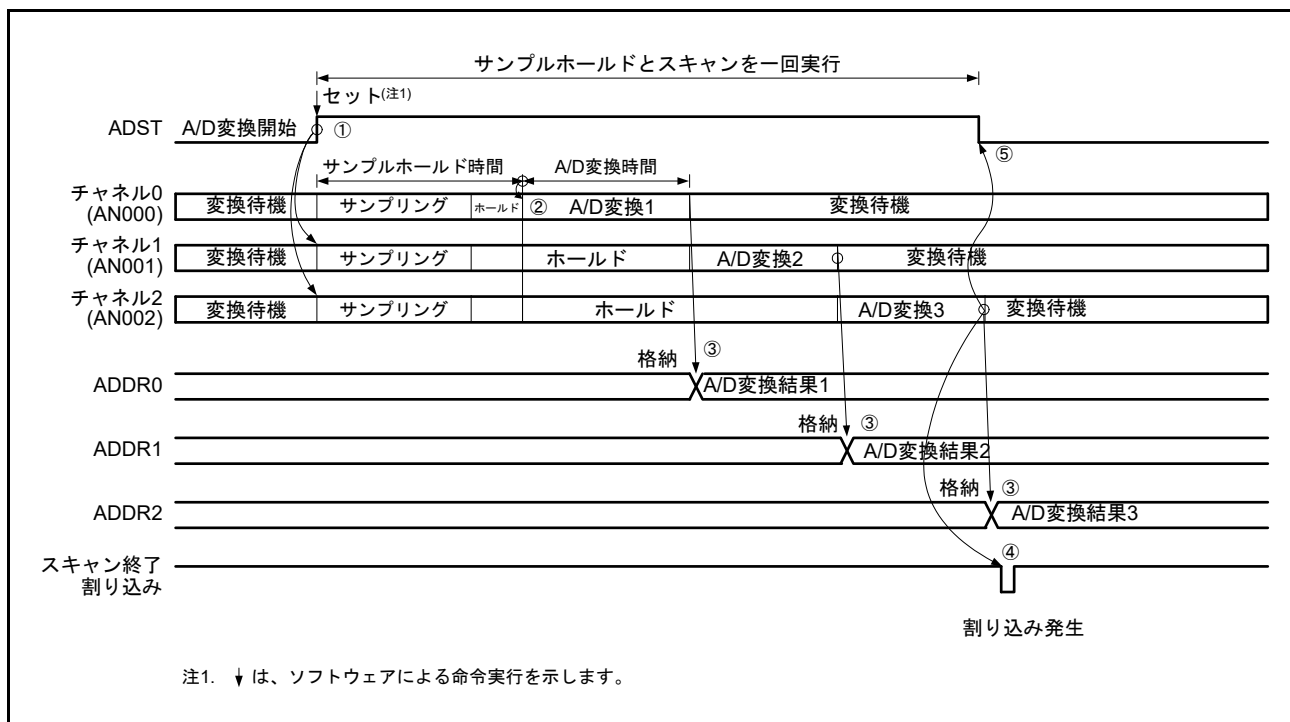 サンプルホールドとスキャンを一回実行
セット(注1)
ADST A/D変換開始 ① ⑤
サンプルホールド時間 A/D変換時間
チャネル0
(AN000) 変換待機 サンプリング ホールド ② A/D変換1 変換待機
チャネル1
(AN001) 変換待機 サンプリング ホールド A/D変換2 変換待機
チャネル2
(AN002) 変換待機 サンプリング ホールド A/D変換3 変換待機
格納 ③
ADDR0 A/D変換結果1
格納 ③
ADDR1 A/D変換結果2
格納 ③
ADDR2 A/D変換結果3
スキャン終了
割り込み ④
割り込み発生
注1. ↓ は、ソフトウェアによる命令実行を示します。